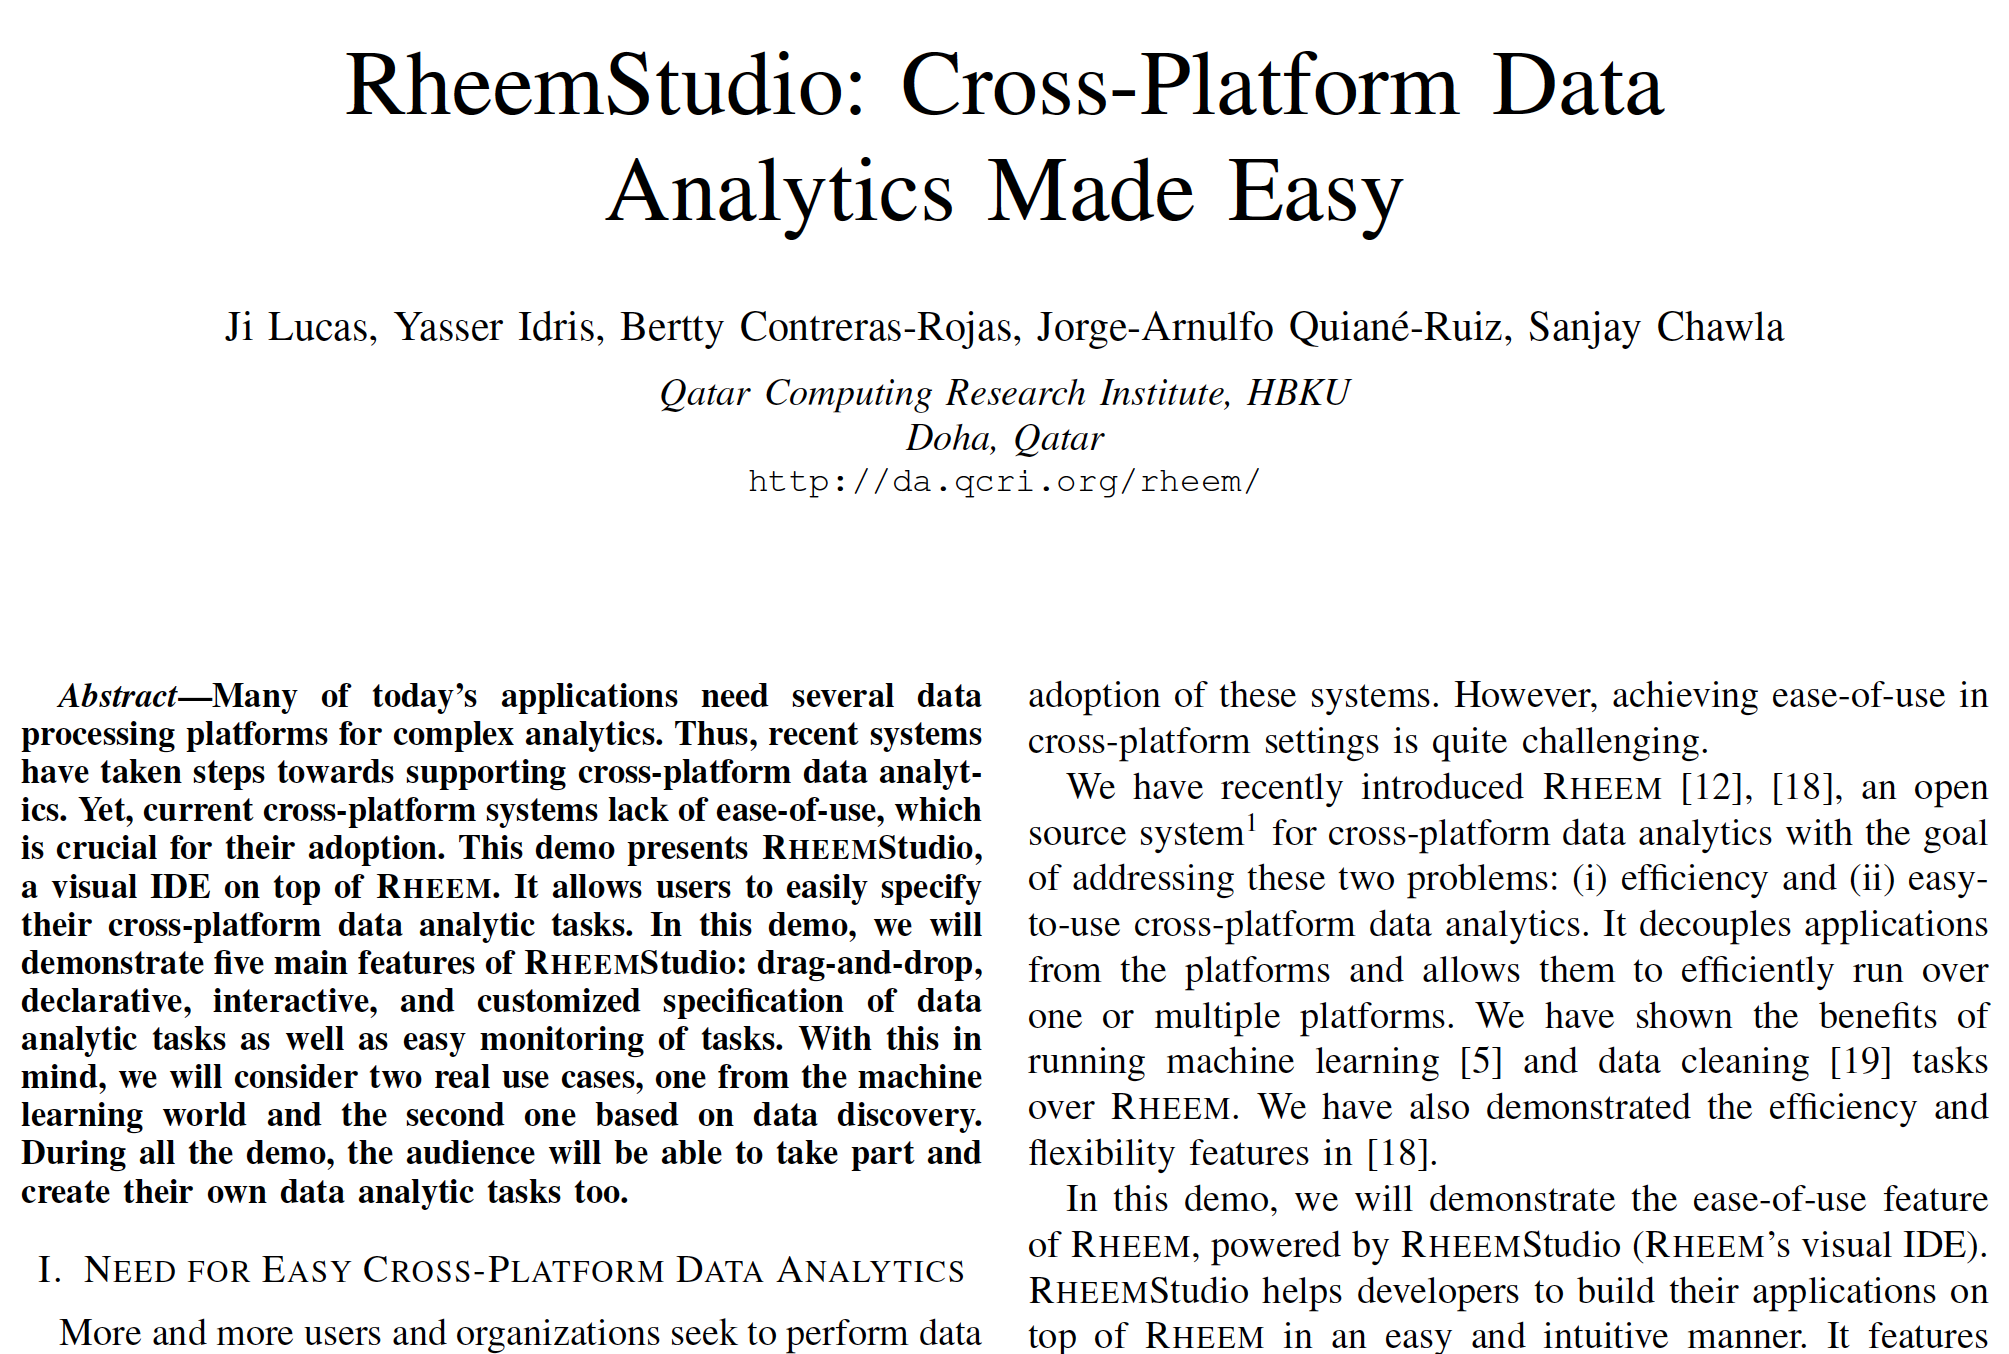 RheemStudio: Cross-Platform Data
Analytics Made Easy
Ji Lucas, Yasser Idris, Bertty Contreras-Rojas, Jorge-Arnulfo Quiané-Ruiz, Sanjay Chawla
Qatar Computing Research Institute, HBKU
Doha, Qatar
http://da.qcri.org/rheem/
Abstract—Many of today's applications need several data
processing platforms for complex analytics. Thus, recent systems
have taken steps towards supporting cross-platform data analyt-
ics. Yet, current cross-platform systems lack of ease-of-use, which
is crucial for their adoption. This demo presents RHEEMStudio,
a visual IDE on top of RHEEM. It allows users to easily specify
their cross-platform data analytic tasks. In this demo, we will
demonstrate five main features of RHEEMStudio: drag-and-drop,
declarative, interactive, and customized specification of data
analytic tasks as well as easy monitoring of tasks. With this in
mind, we will consider two real use cases, one from the machine
learning world and the second one based on data discovery.
During all the demo, the audience will be able to take part and
create their own data analytic tasks too.
I. NEED FOR EASY CROSS-PLATFORM DATA ANALYTICS
More and more users and organizations seek to perform data
adoption of these systems. However, achieving ease-of-use in
cross-platform settings is quite challenging.
We have recently introduced RHEEM [12], [18], an open
source system1 for cross-platform data analytics with the goal
of addressing these two problems: (i) efficiency and (ii) easy-
to-use cross-platform data analytics. It decouples applications
from the platforms and allows them to efficiently run over
one or multiple platforms. We have shown the benefits of
running machine learning [5] and data cleaning [19] tasks
over RHEEM. We have also demonstrated the efficiency and
flexibility features in [18].
In this demo, we will demonstrate the ease-of-use feature
of RHEEM, powered by RHEEMStudio (RHEEM's visual IDE).
RHEEMStudio helps developers to build their applications on
top of RHEEM in an easy and intuitive manner. It features